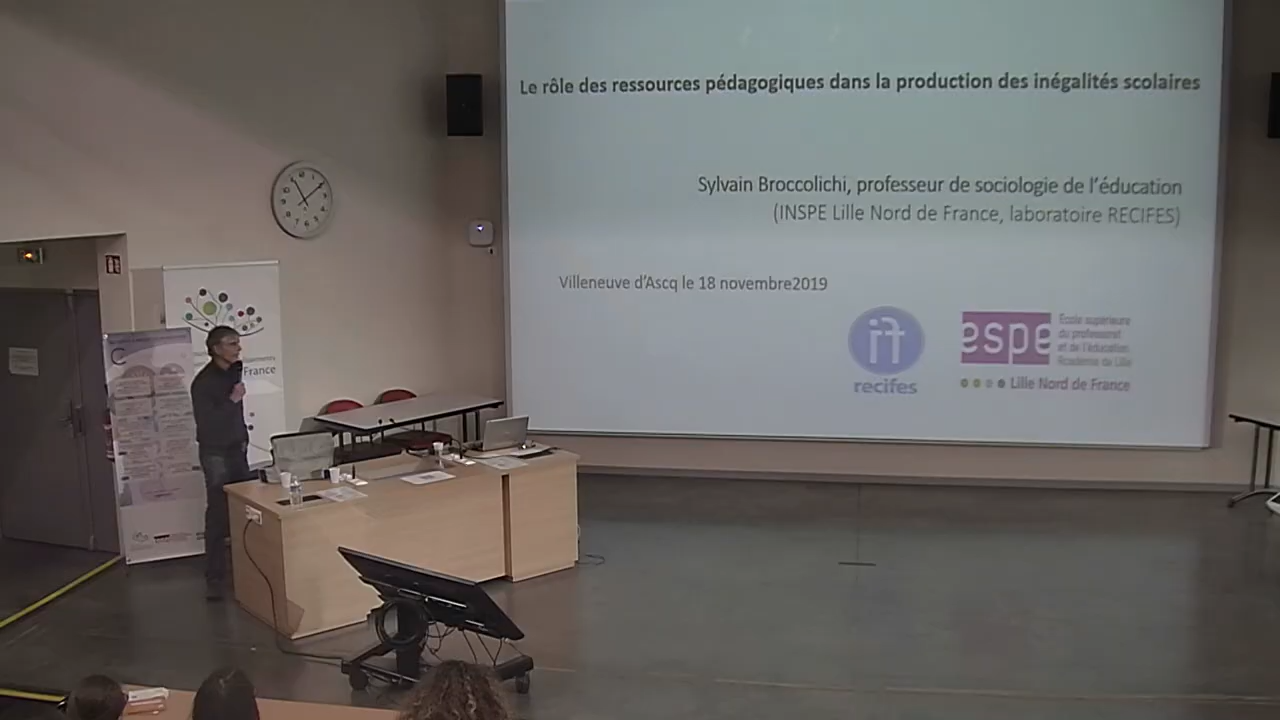 Le rôle des ressources pédagogiques dans la production des inégalités scolaires
Sylvain Broccolichi, professeur de sociologie de l'éducation
(INSPE Lille Nord de France, laboratoire RECIFES)
Villeneuve d'Ascq le 18 novembre2019
recifes
espe
Ecole supérieure
du professorat
et de l'éducation
Académie de Lille
Lille Nord de France
France
C